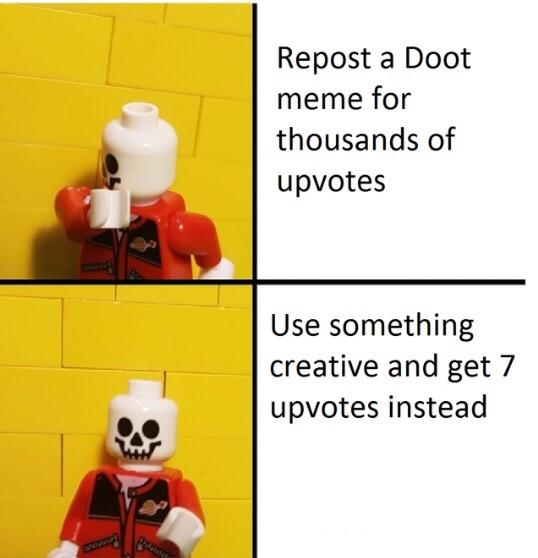 Repost a Doot
meme for
thousands of
upvotes
Use something
creative and get 7
upvotes instead